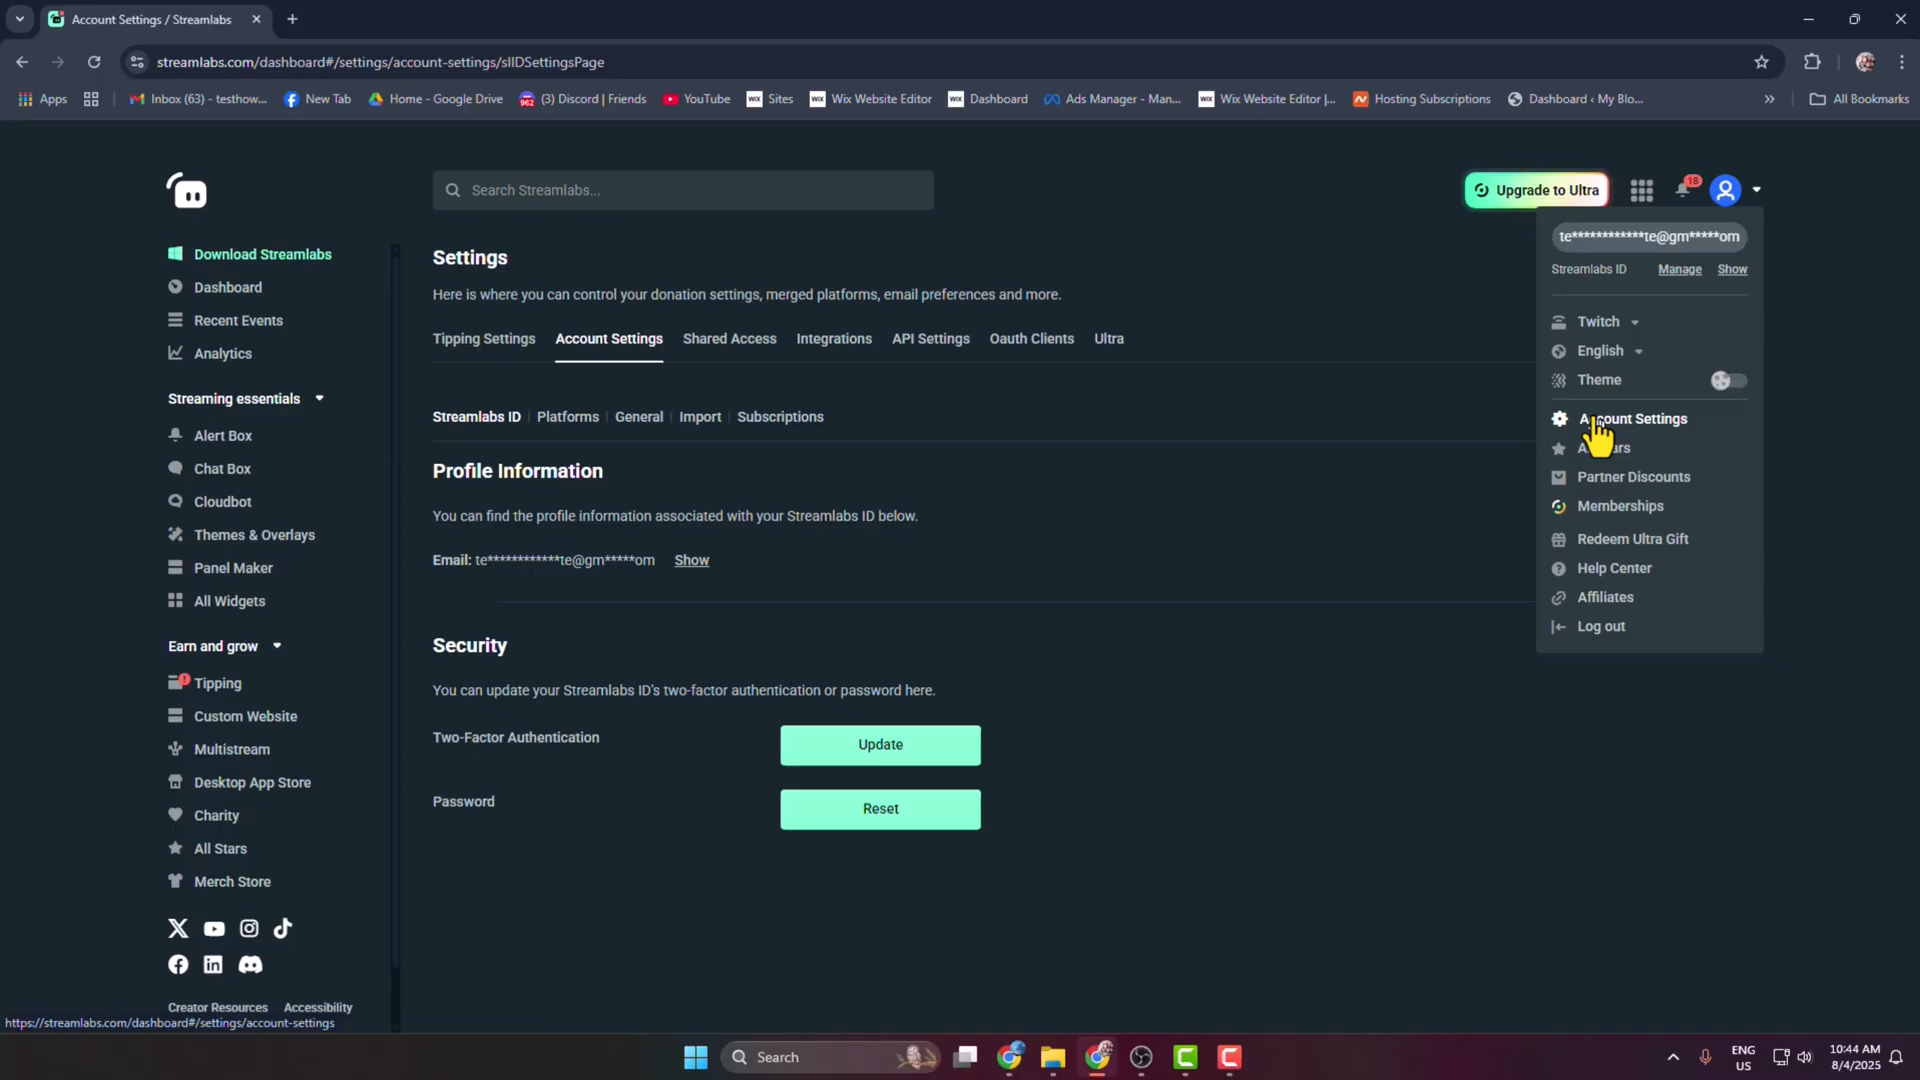 Account Settings / Streamlabs
streamlabs.com/dashboard#/settings/account-settings/slIDSettingsPage
Apps
Inbox (63) - testhow...
New Tab
Home - Google Drive
962
(3) Discord | Friends
YouTube
WIX
Sites
WIX
Wix Website Editor
WIX
Dashboard
Ads Manager - Man...
WIX
Wix Website Editor |...
Hosting Subscriptions
Dashboard ‹ My Blo...
All Bookmarks
Search Streamlabs...
Upgrade to Ultra
18
te************te@gm*****om
Streamlabs ID
Manage
Show
Twitch
English
Theme
Account Settings
Partner Discounts
Memberships
Redeem Ultra Gift
Help Center
Affiliates
Log out
Download Streamlabs
Dashboard
Recent Events
Analytics
Streaming essentials
Alert Box
Chat Box
Cloudbot
Themes & Overlays
Panel Maker
All Widgets
Earn and grow
Tipping
Custom Website
Multistream
Desktop App Store
Charity
All Stars
Merch Store
Creator Resources
Accessibility
https://streamlabs.com/dashboard#/settings/account-settings
Settings
Here is where you can control your donation settings, merged platforms, email preferences and more.
Tipping Settings
Account Settings
Shared Access
Integrations
API Settings
Oauth Clients
Ultra
Streamlabs ID
Platforms
General
Import
Subscriptions
Profile Information
You can find the profile information associated with your Streamlabs ID below.
Email: te************te@gm*****om
Show
Security
You can update your Streamlabs ID's two-factor authentication or password here.
Two-Factor Authentication
Update
Password
Reset
Search
ENG
US
10:44 AM
8/4/2025